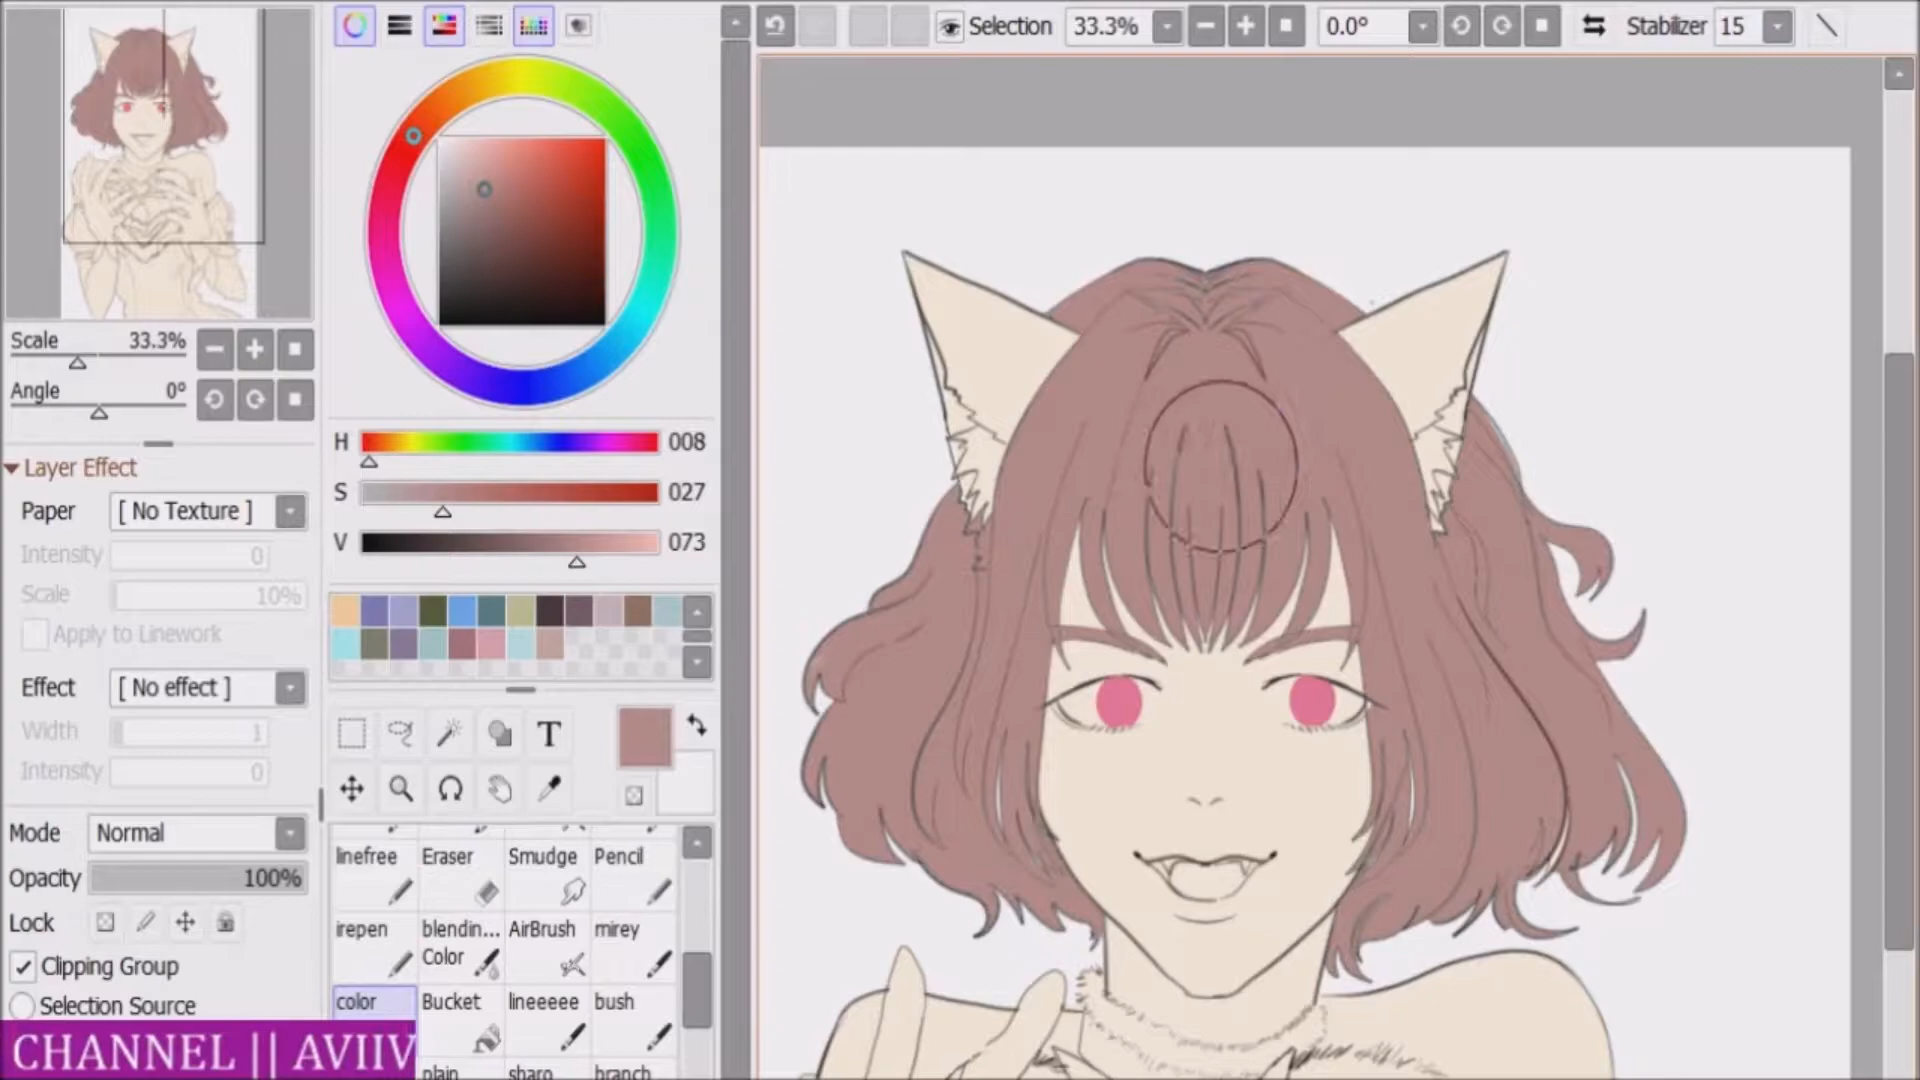 Selection 33.3% 0.0° Stabilizer 15
Scale 33.3%
Angle 0°
Layer Effect
Paper [ No Texture ]
Intensity 0
Scale 10%
Apply to Linework
Effect [ No effect ]
Width 1
Intensity 0
Mode Normal
Opacity 100%
Lock
Clipping Group
Selection Source
CHANNEL || AVIIV
H 008
S 027
V 073
T
linefree Eraser Smudge Pencil
irepen blendin... AirBrush mirey
Color
color Bucket lineeeee bush
plain sharp branch